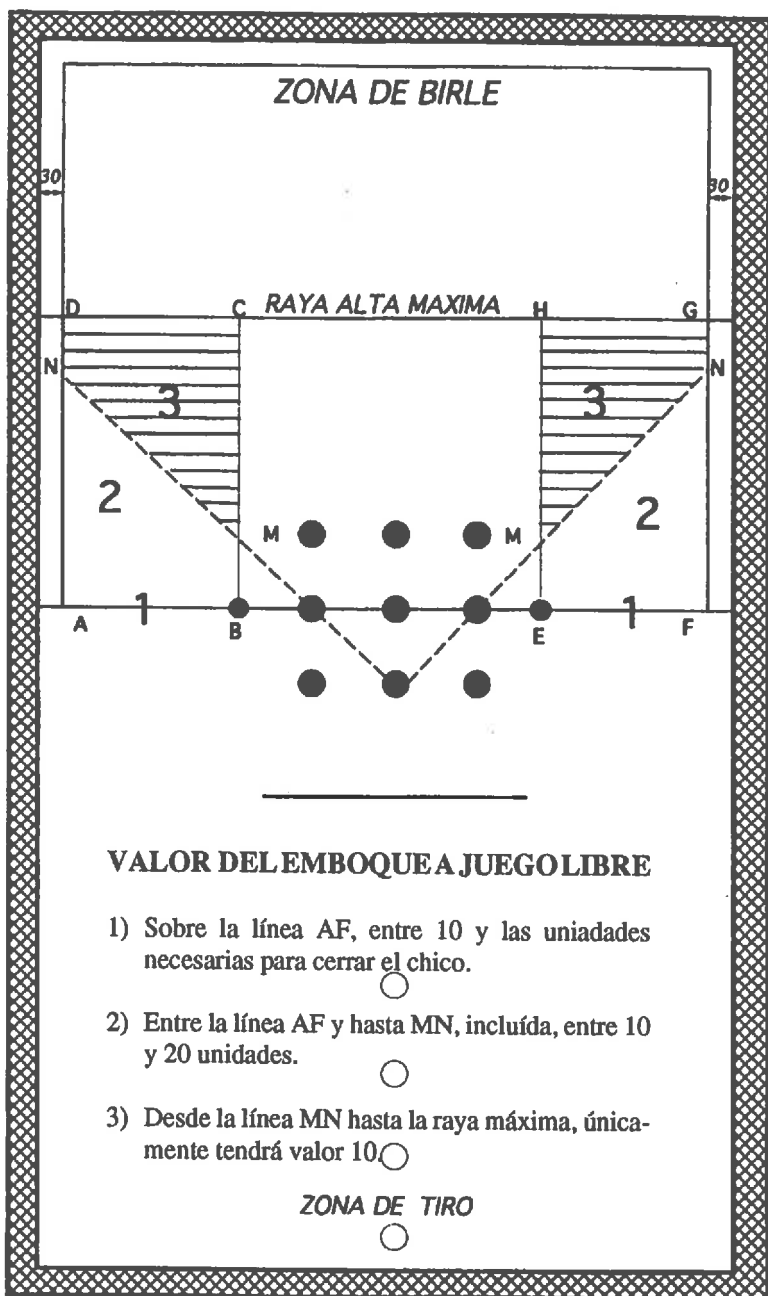 ZONA DE BIRLE
30 30
D C RAYA ALTA MAXIMA H G
N N
3 3
2 2
M M
1 1
A B E F
VALOR DEL EMBOQUE A JUEGO LIBRE
1) Sobre la línea AF, entre 10 y las uniadades
necesarias para cerrar el chico.
2) Entre la línea AF y hasta MN, incluída, entre 10
y 20 unidades.
3) Desde la línea MN hasta la raya máxima, única-
mente tendrá valor 10.
ZONA DE TIRO